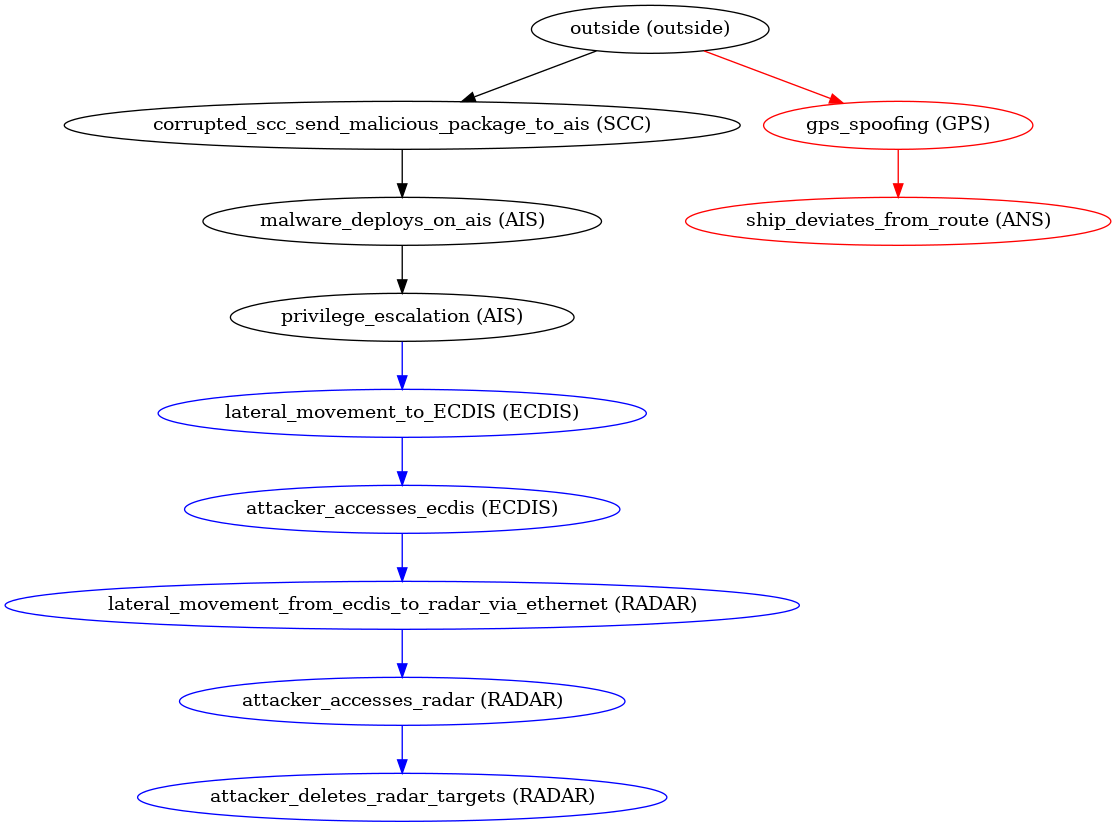 outside (outside)
corrupted_scc_send_malicious_package_to_ais (SCC)
gps_spoofing (GPS)
malware_deploys_on_ais (AIS)
ship_deviates_from_route (ANS)
privilege_escalation (AIS)
lateral_movement_to_ECDIS (ECDIS)
attacker_accesses_ecdis (ECDIS)
lateral_movement_from_ecdis_to_radar_via_ethernet (RADAR)
attacker_accesses_radar (RADAR)
attacker_deletes_radar_targets (RADAR)